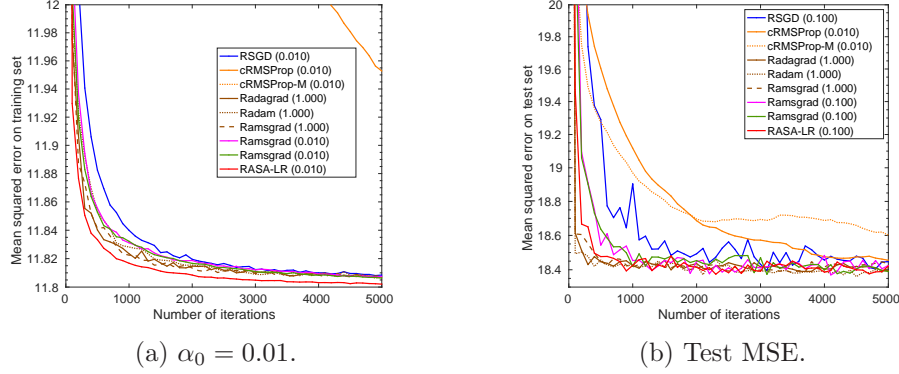 12
11.98
11.96
11.94
11.92
11.9
11.88
11.86
11.84
11.82
11.8
Mean squared error on training set
0 1000 2000 3000 4000 5000
Number of iterations
RSGD (0.010)
cRMSProp (0.010)
cRMSProp-M (0.010)
Radagrad (1.000)
Radam (1.000)
Ramsgrad (1.000)
Ramsgrad (0.010)
Ramsgrad (0.010)
RASA-LR (0.010)
(a) α₀ = 0.01.
20
19.8
19.6
19.4
19.2
19
18.8
18.6
18.4
Mean squared error on test set
0 1000 2000 3000 4000 5000
Number of iterations
RSGD (0.100)
cRMSProp (0.010)
cRMSProp-M (0.010)
Radagrad (1.000)
Radam (1.000)
Ramsgrad (1.000)
Ramsgrad (0.100)
Ramsgrad (0.100)
RASA-LR (0.100)
(b) Test MSE.